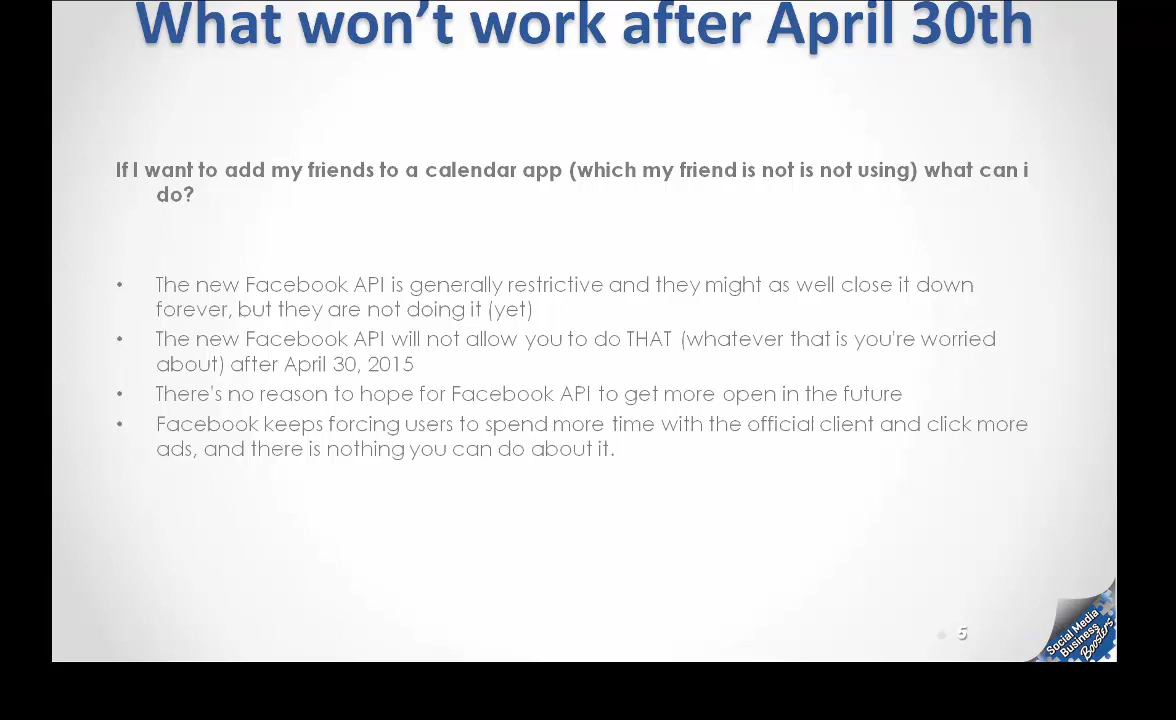 What won’t work after April 30th
If I want to add my friends to a calendar app (which my friend is not is not using) what can i
do?
• The new Facebook API is generally restrictive and they might as well close it down
forever, but they are not doing it (yet)
• The new Facebook API will not allow you to do THAT (whatever that is you're worried
about) after April 30, 2015
• There's no reason to hope for Facebook API to get more open in the future
• Facebook keeps forcing users to spend more time with the official client and click more
ads, and there is nothing you can do about it.
5
Social Media
Business
Boosters